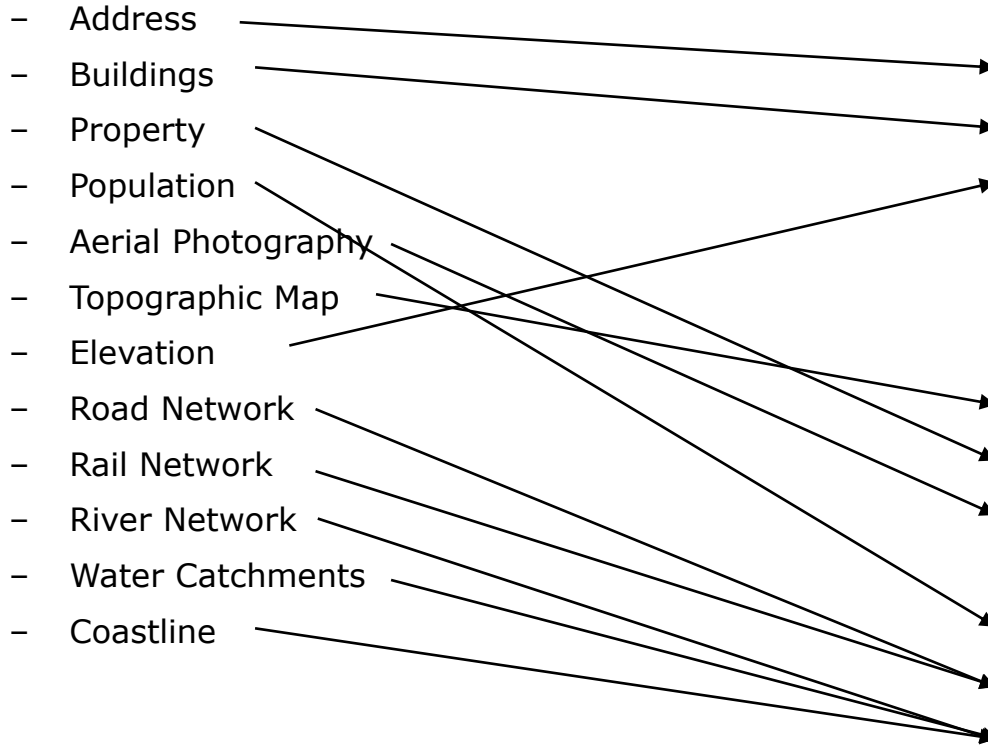 – Address
– Buildings
– Property
– Population
– Aerial Photography
– Topographic Map
– Elevation
– Road Network
– Rail Network
– River Network
– Water Catchments
– Coastline